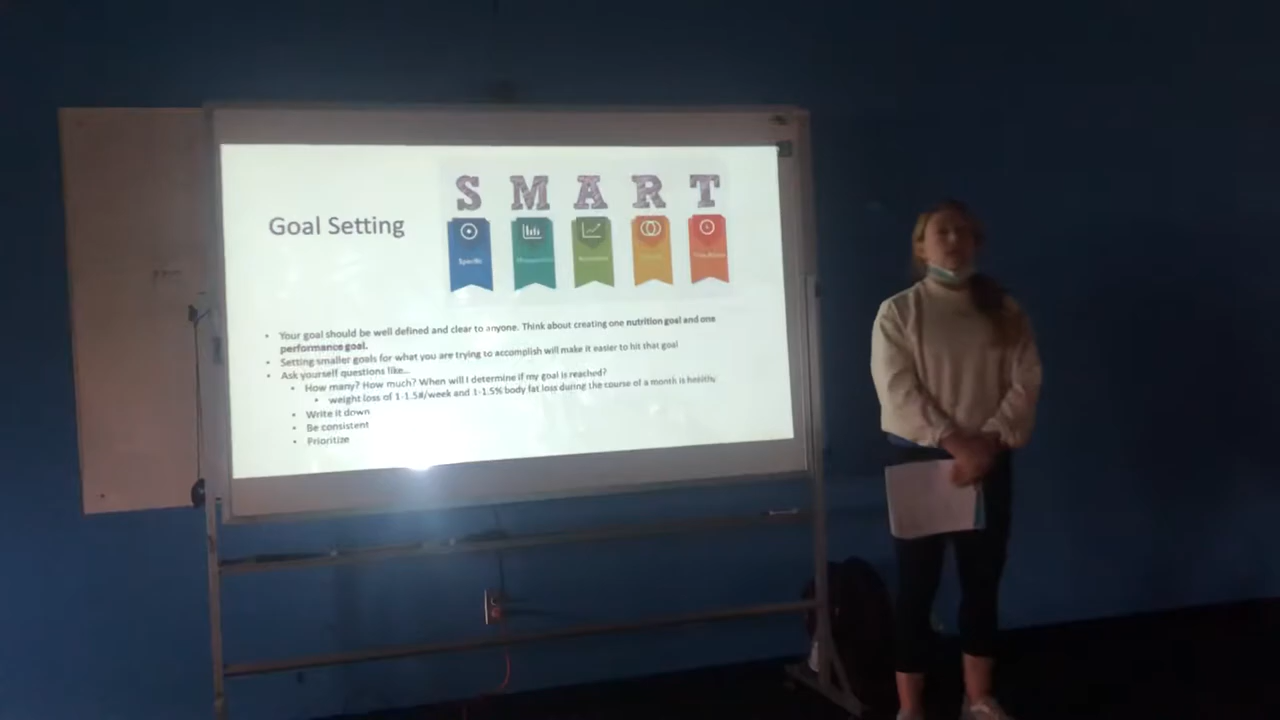 S M A R T
Goal Setting
Specific
• Your goal should be well defined and clear to anyone. Think about creating one nutrition goal and one
performance goal.
• Setting smaller goals for what you are trying to accomplish will make it easier to hit that goal
• Ask yourself questions like...
• How many? How much? When will I determine if my goal is reached?
• weight loss of 1-1.5#/week and 1-1.5% body fat loss during the course of a month is healthy
• Write it down
• Be consistent
• Prioritize